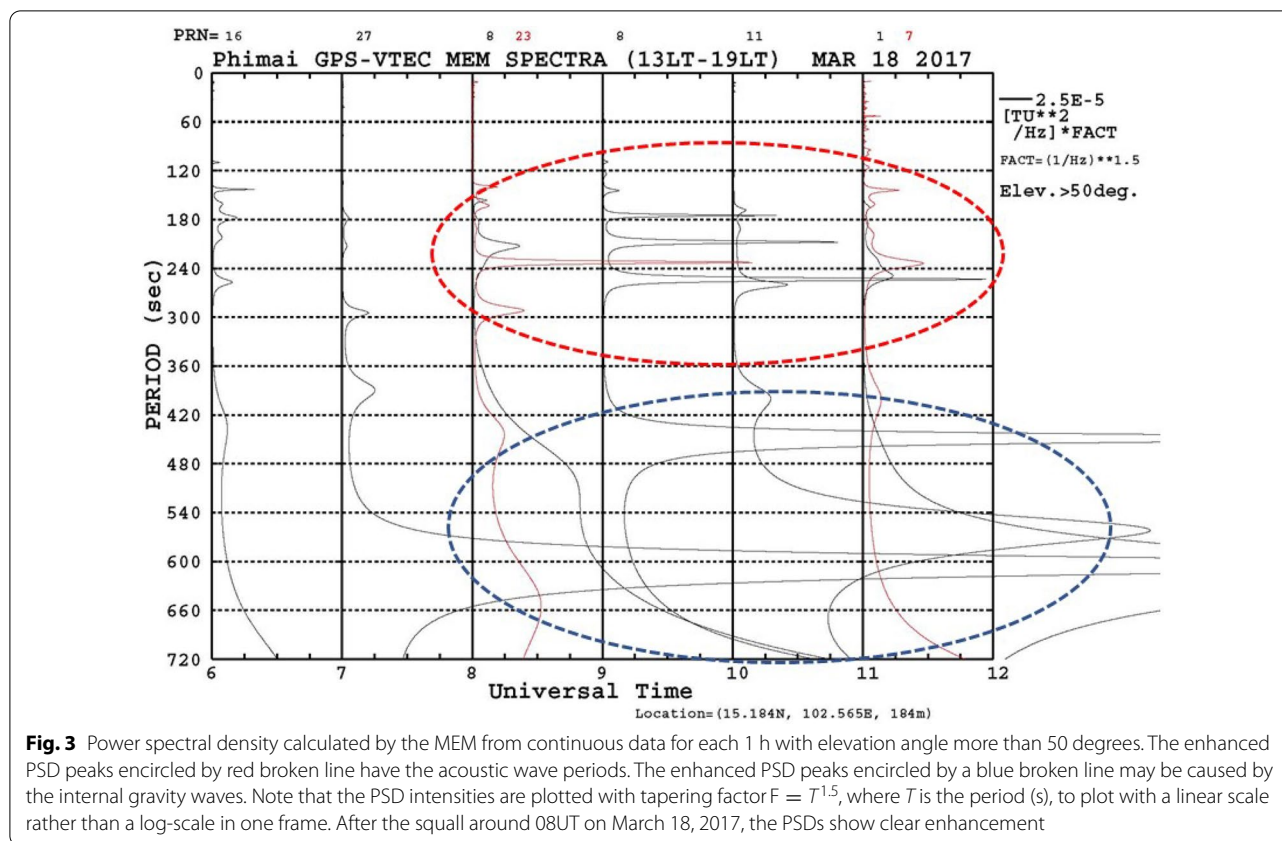 PRN= 16 27 8 23 8 11 1 7
Phimai GPS-VTEC MEM SPECTRA (13LT-19LT) MAR 18 2017
0
60
120
180
240
300
360
420
480
540
600
660
720
PERIOD (sec)
2.5E-5
[TU**2
/Hz]*FACT
FACT=(1/Hz)**1.5
Elev.>50deg.
6 7 8 9 10 11 12
Universal Time
Location=(15.184N, 102.565E, 184m)
Fig. 3 Power spectral density calculated by the MEM from continuous data for each 1 h with elevation angle more than 50 degrees. The enhanced
PSD peaks encircled by red broken line have the acoustic wave periods. The enhanced PSD peaks encircled by a blue broken line may be caused by
the internal gravity waves. Note that the PSD intensities are plotted with tapering factor F = T^1.5, where T is the period (s), to plot with a linear scale
rather than a log-scale in one frame. After the squall around 08UT on March 18, 2017, the PSDs show clear enhancement